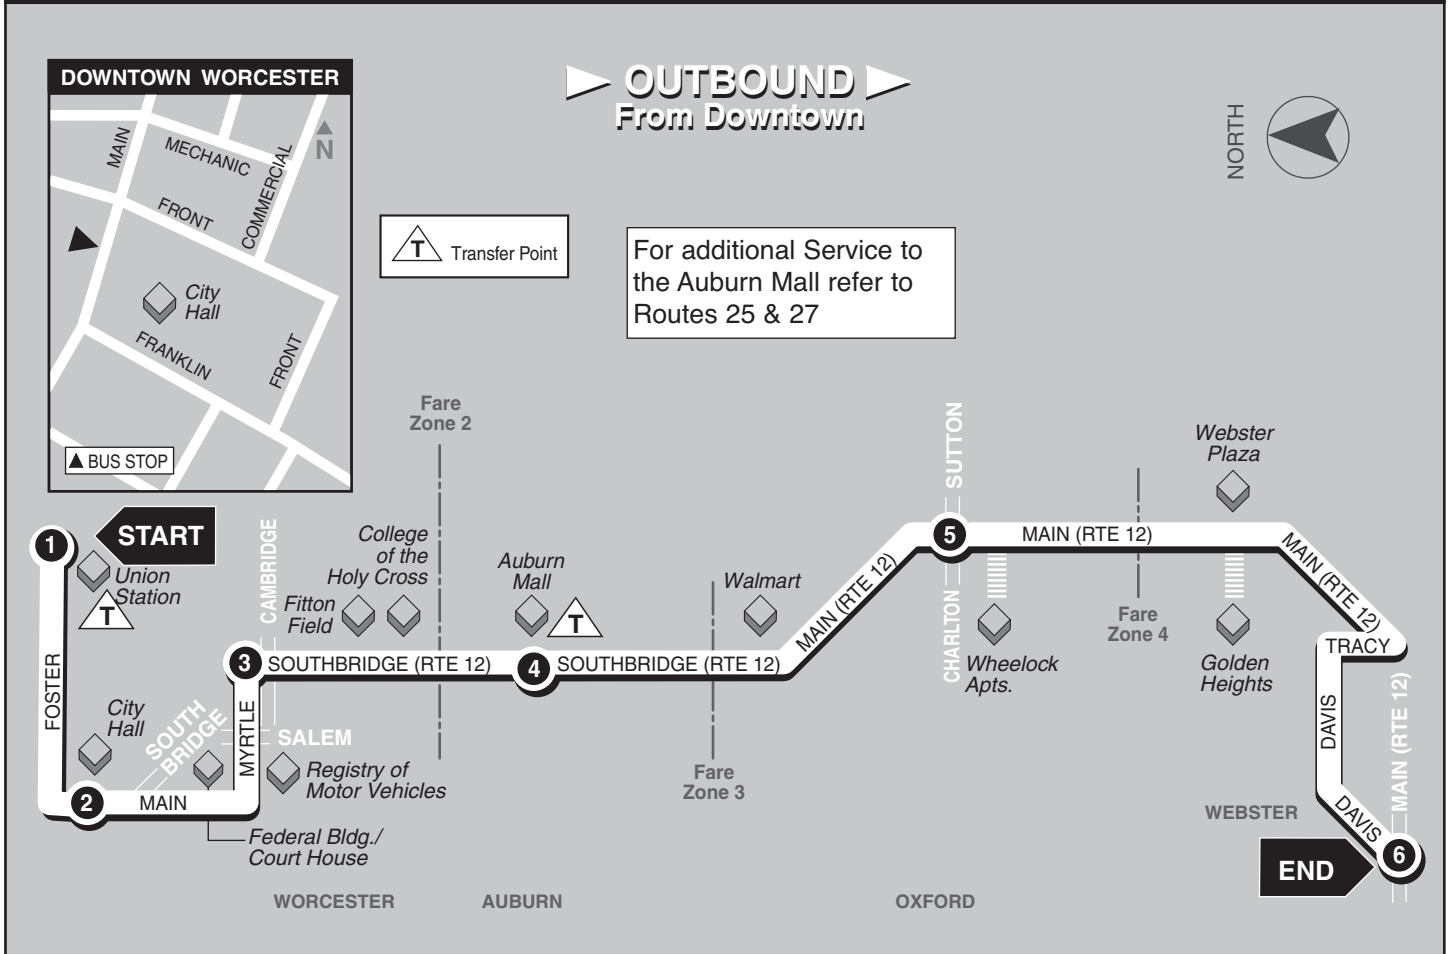 OUTBOUND
From Downtown
NORTH
DOWNTOWN WORCESTER
MAIN
MECHANIC
COMMERCIAL
N
FRONT
City
Hall
FRANKLIN
FRONT
BUS STOP
T Transfer Point
For additional Service to
the Auburn Mall refer to
Routes 25 & 27
1
START
Union
Station
T
FOSTER
City
Hall
2
MAIN
SOUTH
BRIDGE
Federal Bldg./
Court House
MYRTLE
SALEM
Registry of
Motor Vehicles
3
CAMBRIDGE
SOUTHBRIDGE (RTE 12)
Fitton
Field
College
of the
Holy Cross
Fare
Zone 2
Auburn
Mall
T
4
SOUTHBRIDGE (RTE 12)
Fare
Zone 3
Walmart
MAIN (RTE 12)
SUTTON
5
CHARLTON
Wheelock
Apts.
MAIN (RTE 12)
Fare
Zone 4
Webster
Plaza
Golden
Heights
MAIN (RTE 12)
TRACY
DAVIS
DAVIS
MAIN (RTE 12)
6
END
WEBSTER
WORCESTER
AUBURN
OXFORD